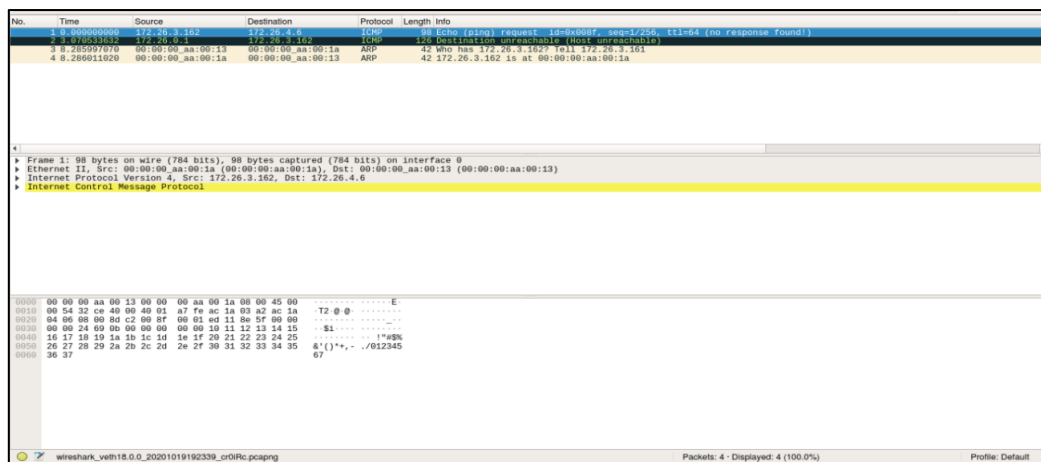 No. Time Source Destination Protocol Length Info
1 0.000000000 172.26.3.162 172.26.4.6 ICMP 98 Echo (ping) request id=0x008f, seq=1/256, ttl=64 (no response found!)
2 3.070533632 172.26.0.1 172.26.3.162 ICMP 126 Destination unreachable (Host unreachable)
3 8.285997070 00:00:00_aa:00:13 00:00:00_aa:00:1a ARP 42 Who has 172.26.3.162? Tell 172.26.3.161
4 8.286011020 00:00:00_aa:00:1a 00:00:00_aa:00:13 ARP 42 172.26.3.162 is at 00:00:00:aa:00:1a
Frame 1: 98 bytes on wire (784 bits), 98 bytes captured (784 bits) on interface 0
Ethernet II, Src: 00:00:00_aa:00:1a (00:00:00:aa:00:1a), Dst: 00:00:00_aa:00:13 (00:00:00:aa:00:13)
Internet Protocol Version 4, Src: 172.26.3.162, Dst: 172.26.4.6
Internet Control Message Protocol
0000 00 00 00 aa 00 13 00 00 00 aa 00 1a 08 00 45 00 ········ ······E·
0010 00 54 32 ce 40 00 40 01 a7 fe ac 1a 03 a2 ac 1a ·T2·@·@· ········
0020 04 06 08 00 8d c2 00 8f 00 01 ed 11 8e 5f 00 00 ········ ·····_··
0030 00 00 24 69 0b 00 00 00 00 00 10 11 12 13 14 15 ··$i···· ········
0040 16 17 18 19 1a 1b 1c 1d 1e 1f 20 21 22 23 24 25 ········ ·· !"#$%
0050 26 27 28 29 2a 2b 2c 2d 2e 2f 30 31 32 33 34 35 &'()*+,- ./012345
0060 36 37 67
wireshark_veth18.0.0_20201019192339_cr0iRc.pcapng Packets: 4 · Displayed: 4 (100.0%) Profile: Default